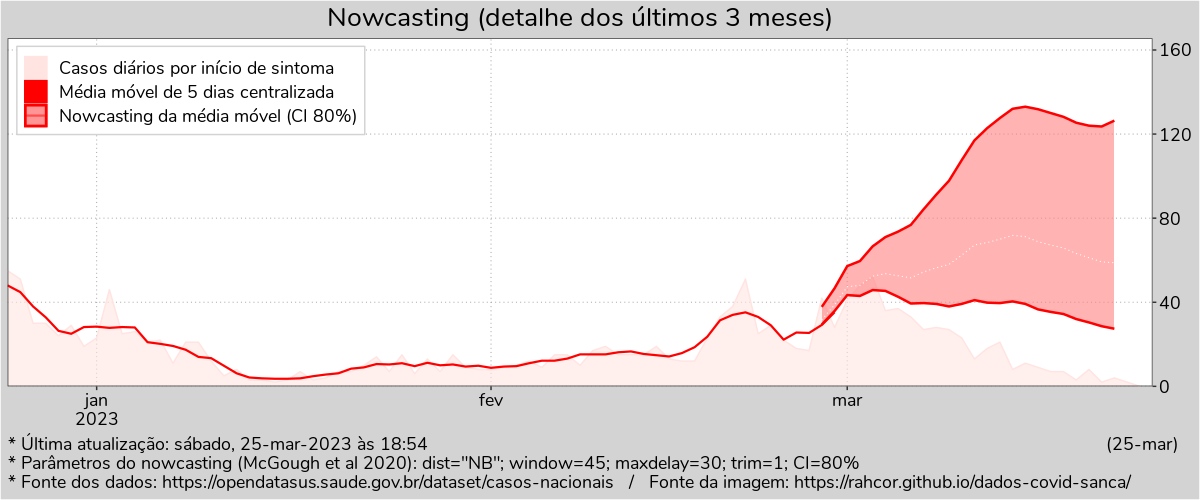 Nowcasting (detalhe dos últimos 3 meses)
Casos diários por início de sintoma
Média móvel de 5 dias centralizada
Nowcasting da média móvel (CI 80%)
160
120
80
40
0
jan
2023
fev
mar
* Última atualização: sábado, 25-mar-2023 às 18:54
(25-mar)
* Parâmetros do nowcasting (McGough et al 2020): dist="NB"; window=45; maxdelay=30; trim=1; CI=80%
* Fonte dos dados: https://opendatasus.saude.gov.br/dataset/casos-nacionais / Fonte da imagem: https://rahcor.github.io/dados-covid-sanca/